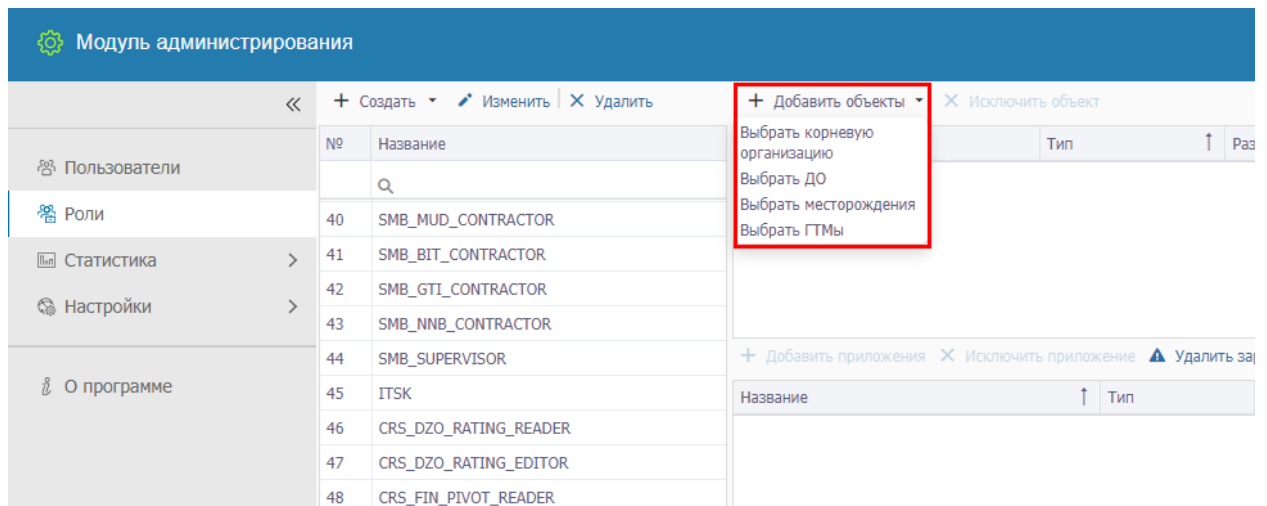 Модуль администрирования
Создать Изменить Удалить
Добавить объекты Исключить объект
Выбрать корневую
организацию
Выбрать ДО
Выбрать месторождения
Выбрать ГТМы
Пользователи
Роли
Статистика
Настройки
О программе
№ Название
40 SMB_MUD_CONTRACTOR
41 SMB_BIT_CONTRACTOR
42 SMB_GTI_CONTRACTOR
43 SMB_NNB_CONTRACTOR
44 SMB_SUPERVISOR
45 ITSK
46 CRS_DZO_RATING_READER
47 CRS_DZO_RATING_EDITOR
48 CRS_FIN_PIVOT_READER
Тип ↑
Добавить приложения Исключить приложение Удалить
Название ↑ Тип